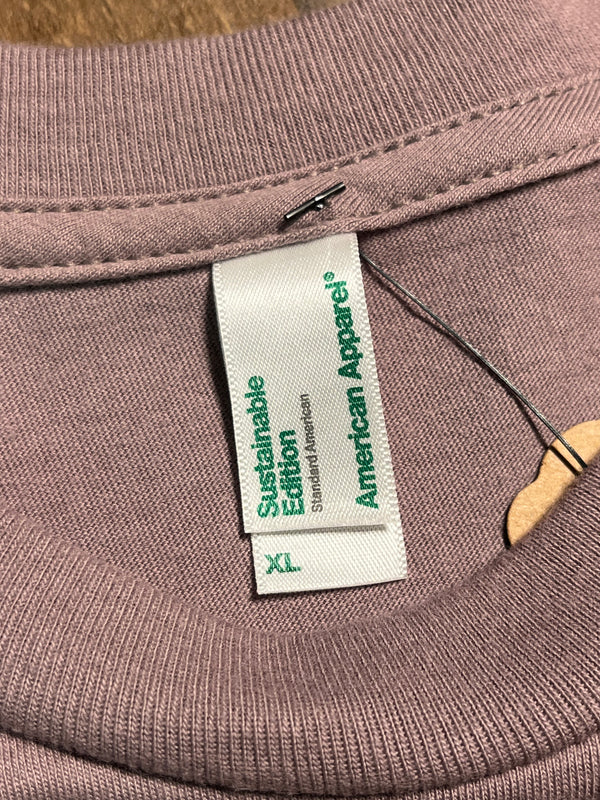 Sustainable
Edition
Standard American
American Apparel®
XL